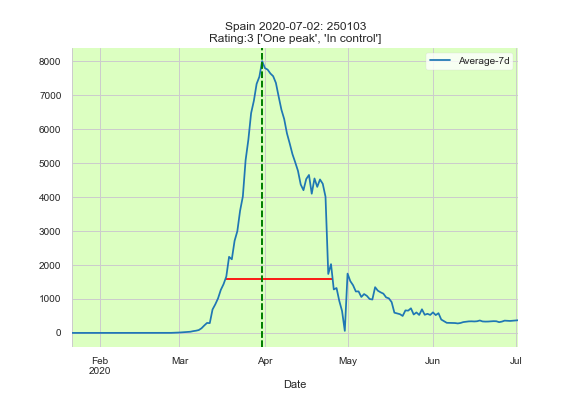 Spain 2020-07-02: 250103
Rating:3 ['One peak', 'In control']
Average-7d
8000
7000
6000
5000
4000
3000
2000
1000
0
Feb Mar Apr May Jun Jul
2020
Date